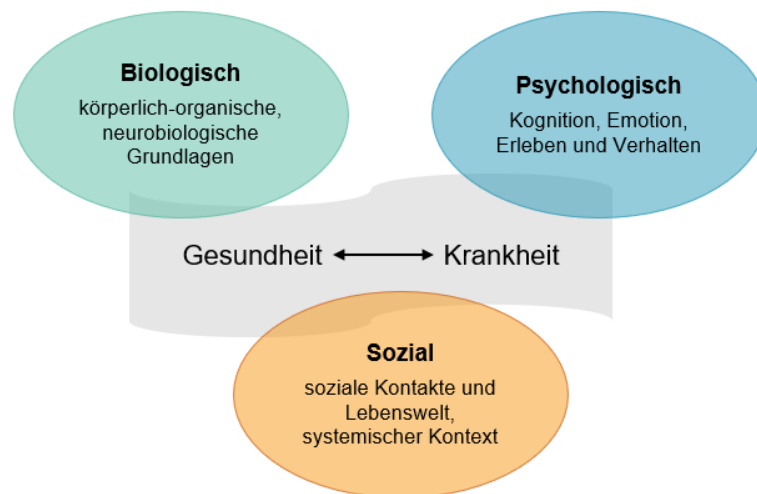 Biologisch
körperlich-organische,
neurobiologische
Grundlagen
Psychologisch
Kognition, Emotion,
Erleben und Verhalten
Gesundheit
Krankheit
Sozial
soziale Kontakte und
Lebenswelt,
systemischer Kontext